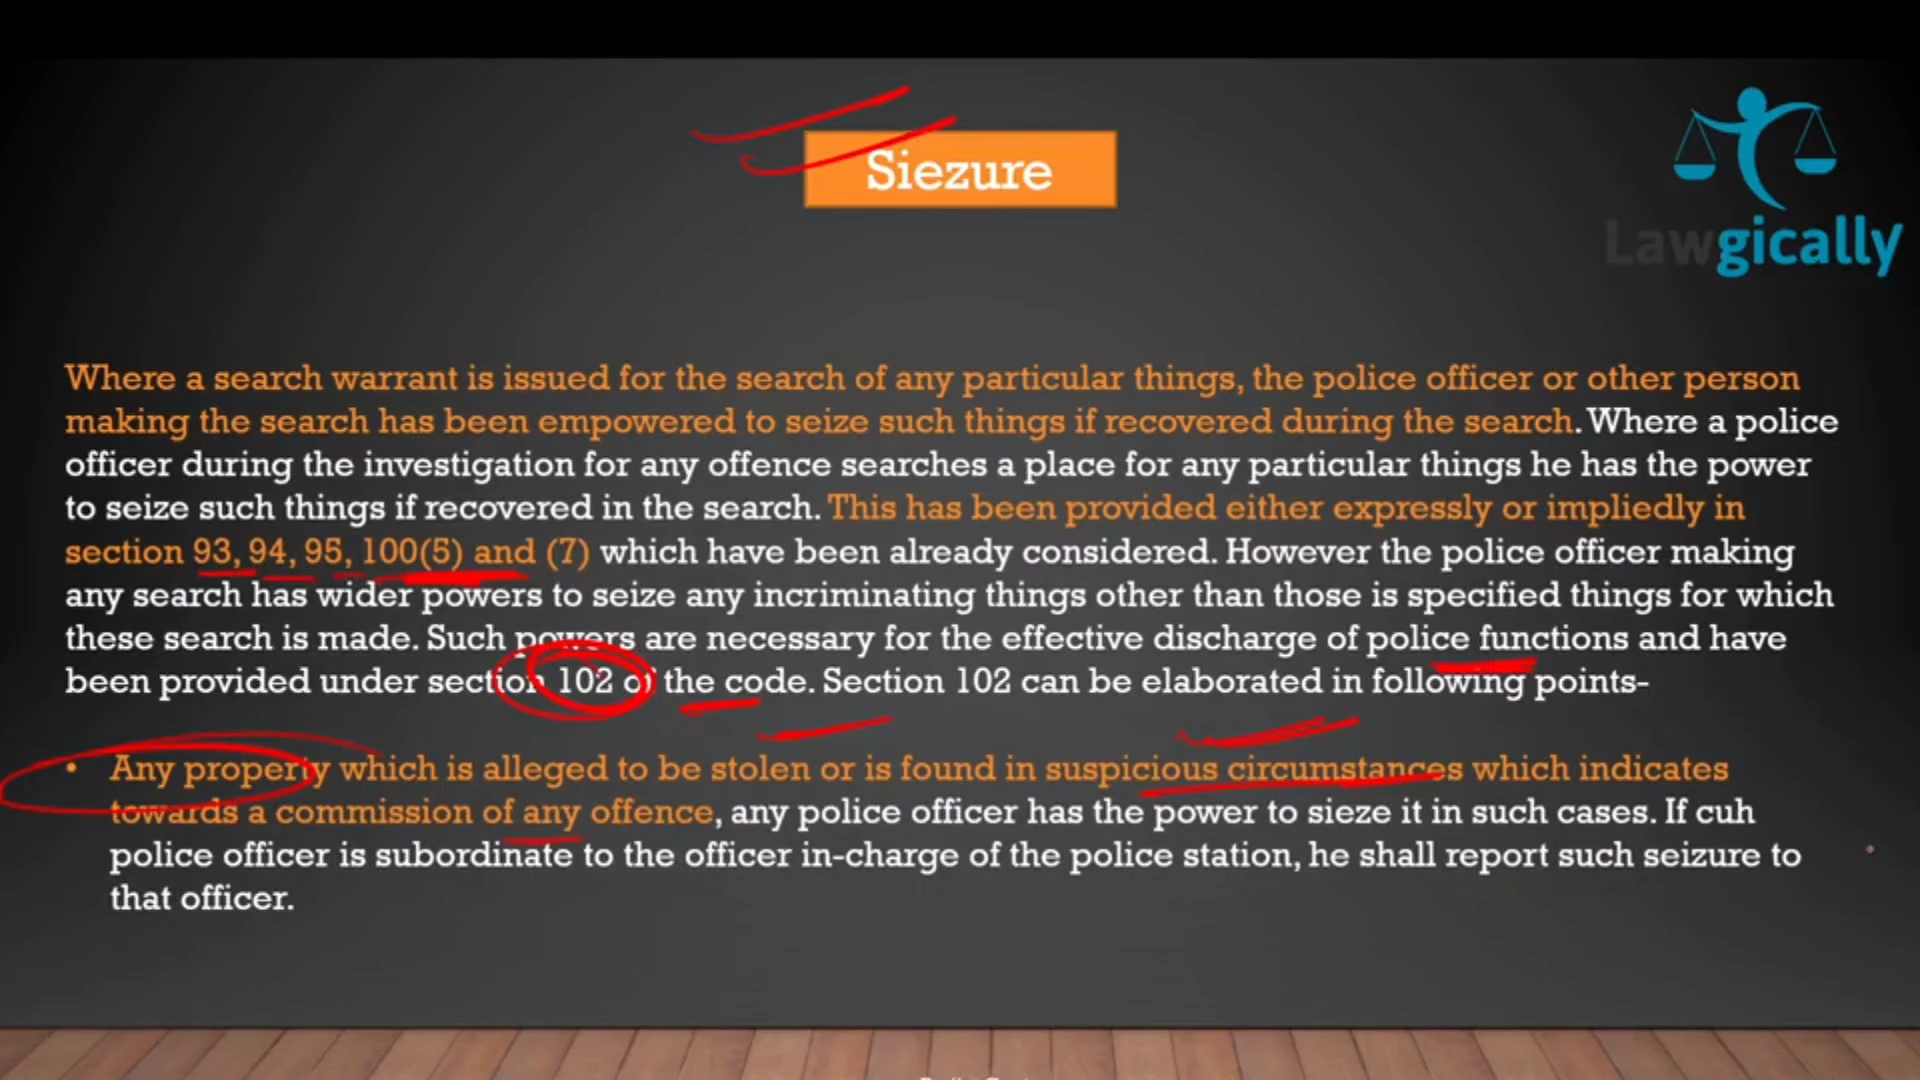 Siezure
Lawgically
Where a search warrant is issued for the search of any particular things, the police officer or other person
making the search has been empowered to seize such things if recovered during the search. Where a police
officer during the investigation for any offence searches a place for any particular things he has the power
to seize such things if recovered in the search. This has been provided either expressly or impliedly in
section 93, 94, 95, 100(5) and (7) which have been already considered. However the police officer making
any search has wider powers to seize any incriminating things other than those is specified things for which
these search is made. Such powers are necessary for the effective discharge of police functions and have
been provided under section 102 of the code. Section 102 can be elaborated in following points-
• Any property which is alleged to be stolen or is found in suspicious circumstances which indicates
towards a commission of any offence, any police officer has the power to sieze it in such cases. If cuh
police officer is subordinate to the officer in-charge of the police station, he shall report such seizure to
that officer.